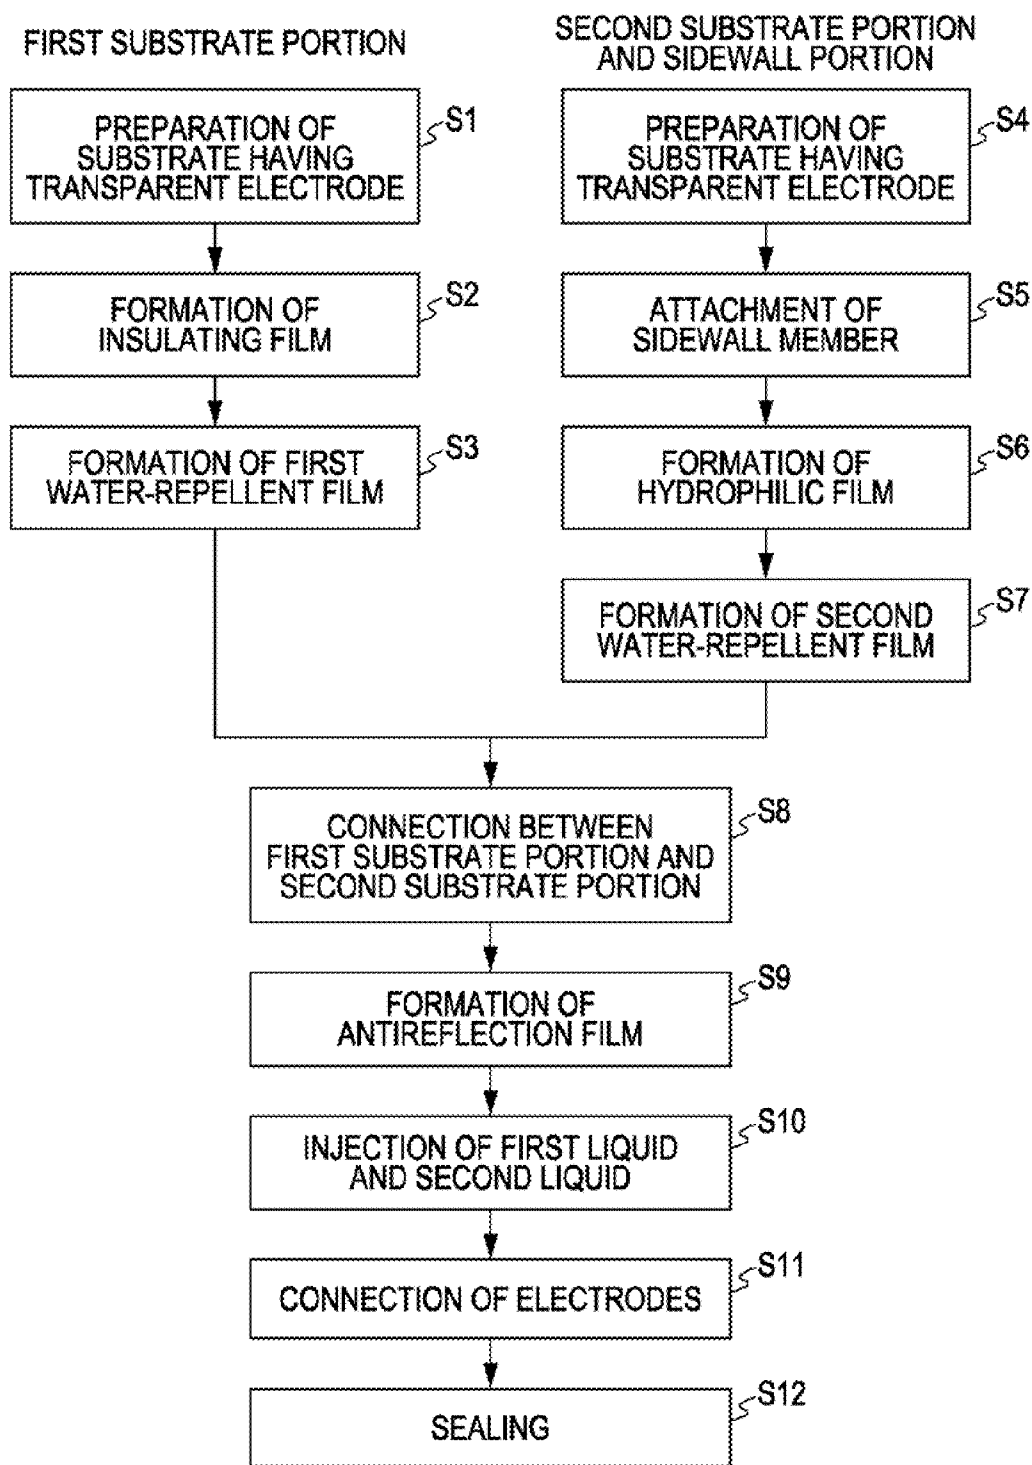 FIRST SUBSTRATE PORTION
PREPARATION OF
SUBSTRATE HAVING
TRANSPARENT ELECTRODE
S1
FORMATION OF
INSULATING FILM
S2
FORMATION OF FIRST
WATER-REPELLENT FILM
S3
SECOND SUBSTRATE PORTION
AND SIDEWALL PORTION
PREPARATION OF
SUBSTRATE HAVING
TRANSPARENT ELECTRODE
S4
ATTACHMENT OF
SIDEWALL MEMBER
S5
FORMATION OF
HYDROPHILIC FILM
S6
FORMATION OF SECOND
WATER-REPELLENT FILM
S7
CONNECTION BETWEEN
FIRST SUBSTRATE PORTION AND
SECOND SUBSTRATE PORTION
S8
FORMATION OF
ANTIREFLECTION FILM
S9
INJECTION OF FIRST LIQUID
AND SECOND LIQUID
S10
CONNECTION OF ELECTRODES
S11
SEALING
S12